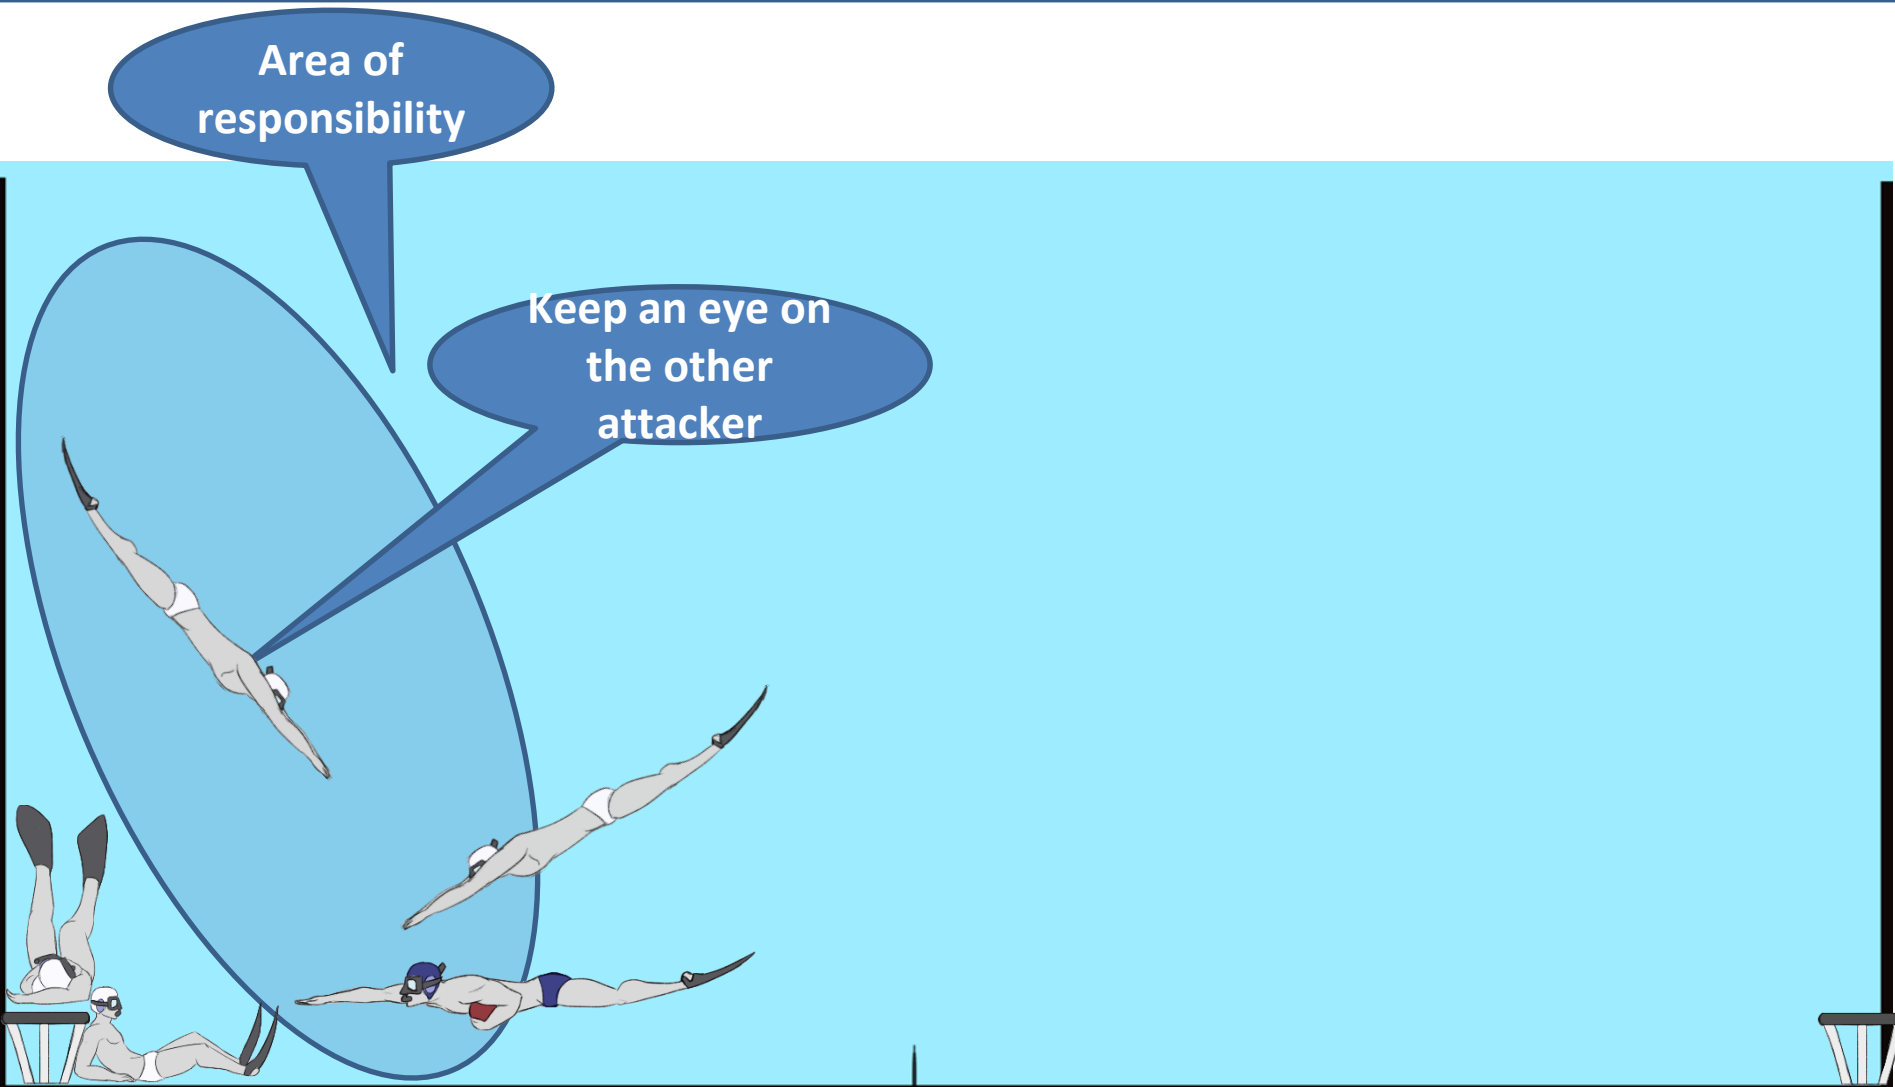 Area of
responsibility
Keep an eye on
the other
attacker